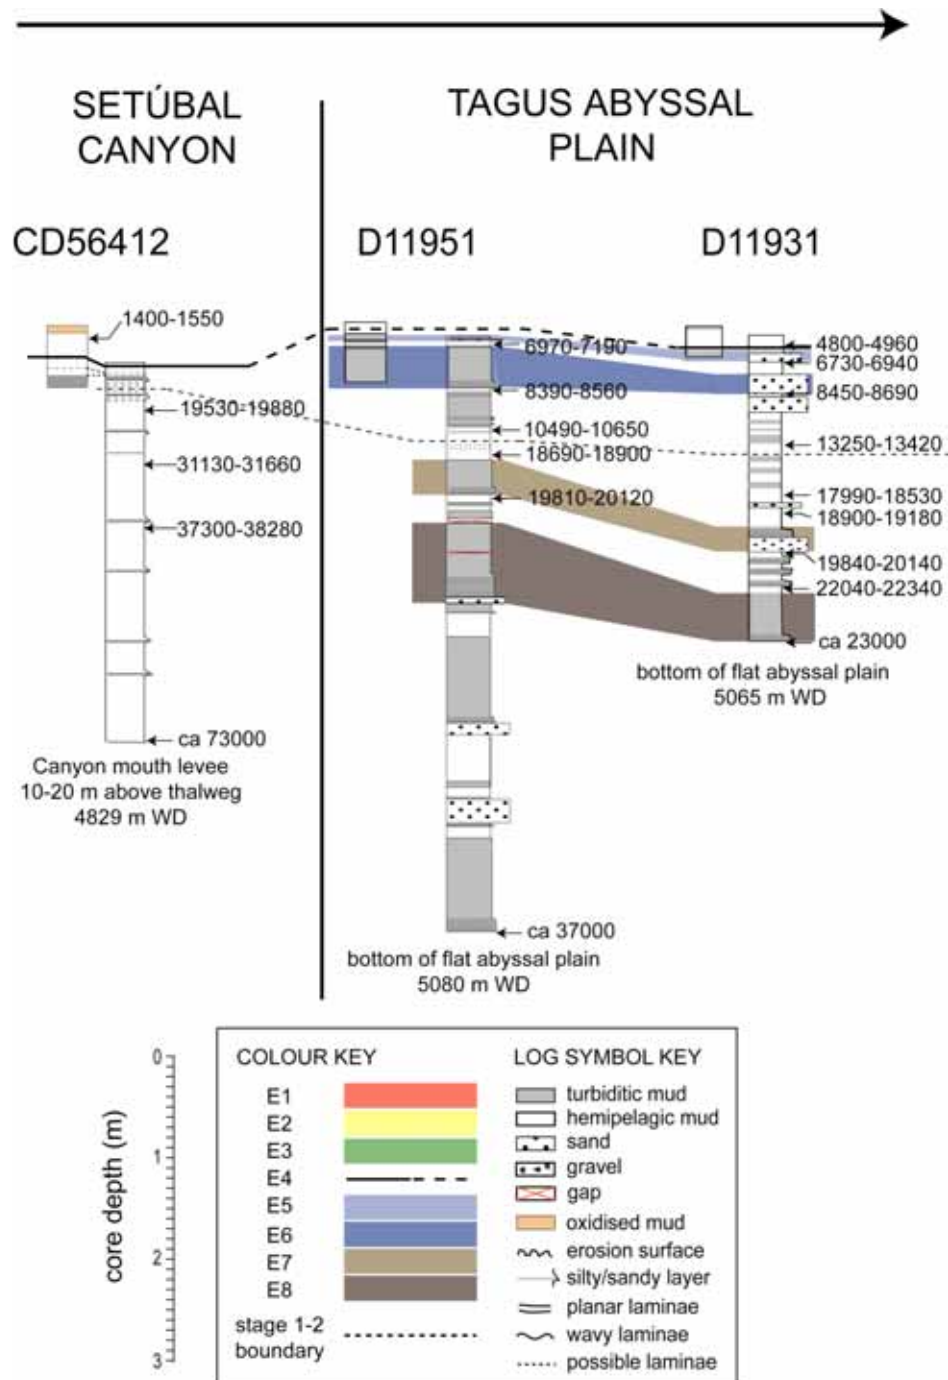 SETÚBAL
CANYON
TAGUS ABYSSAL
PLAIN
CD56412
D11951
D11931
1400-1550
19530-19880
31130-31660
37300-38280
ca 73000
Canyon mouth levee
10-20 m above thalweg
4829 m WD
6970-7190
8390-8560
10490-10650
18690-18900
19810-20120
ca 37000
bottom of flat abyssal plain
5080 m WD
4800-4960
6730-6940
8450-8690
13250-13420
17990-18530
18900-19180
19840-20140
22040-22340
ca 23000
bottom of flat abyssal plain
5065 m WD
core depth (m)
0
1
2
3
COLOUR KEY
E1
E2
E3
E4
E5
E6
E7
E8
stage 1-2
boundary
LOG SYMBOL KEY
turbiditic mud
hemipelagic mud
sand
gravel
gap
oxidised mud
erosion surface
silty/sandy layer
planar laminae
wavy laminae
possible laminae